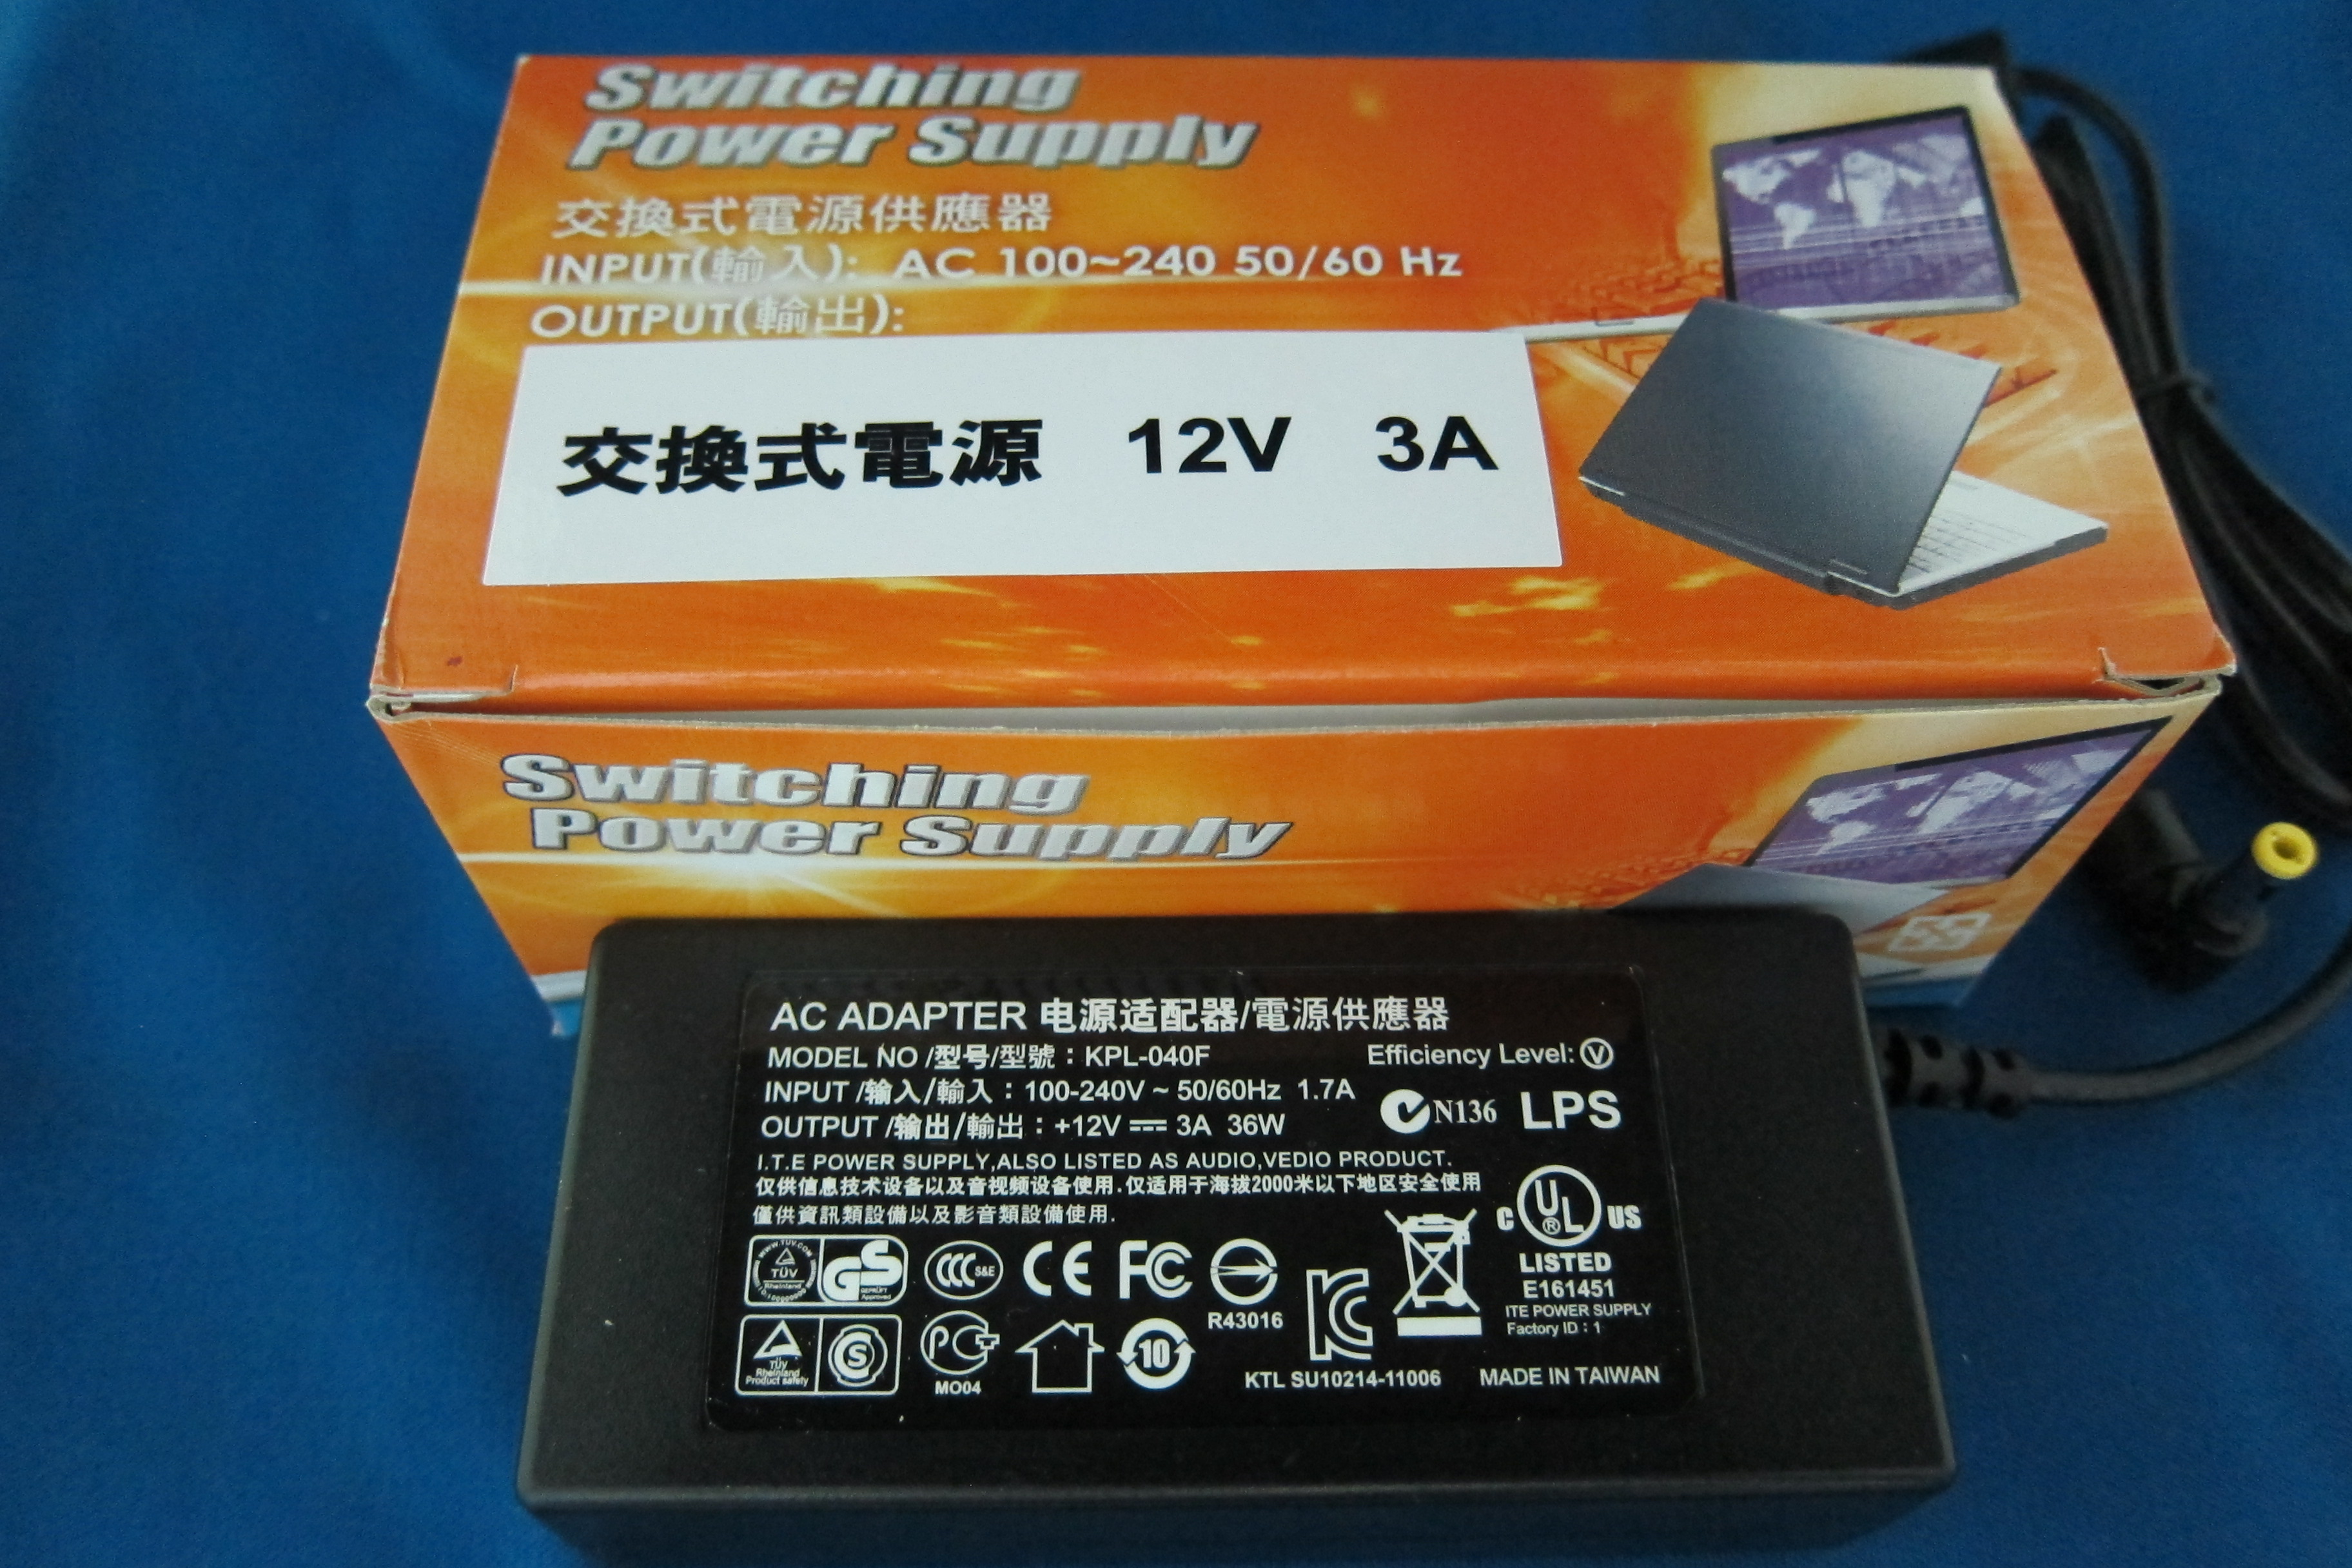 Switching
Power Supply
交換式電源供應器
INPUT(輸入): AC 100~240 50/60 Hz
OUTPUT(輸出):
交換式電源 12V 3A
Switching
Power Supply
AC ADAPTER 电源适配器/電源供應器
MODEL NO /型号/型號：KPL-040F
Efficiency Level: V
INPUT /输入/輸入：100-240V ~ 50/60Hz 1.7A
OUTPUT /输出/輸出：+12V ⎓ 3A 36W
N136 LPS
I.T.E POWER SUPPLY,ALSO LISTED AS AUDIO,VEDIO PRODUCT.
仅供信息技术设备以及音视频设备使用.仅适用于海拔2000米以下地区安全使用
僅供資訊類設備以及影音類設備使用.
C UL ® US
LISTED
E161451
ITE POWER SUPPLY
Factory ID：1
TÜV
Rheinland
GS
GEPRÜFT
Approved
CCC S&E
CE
FC
R43016
KC
TÜV
Rheinland
Product safety
S
PCT
MO04
10
KTL SU10214-11006
MADE IN TAIWAN